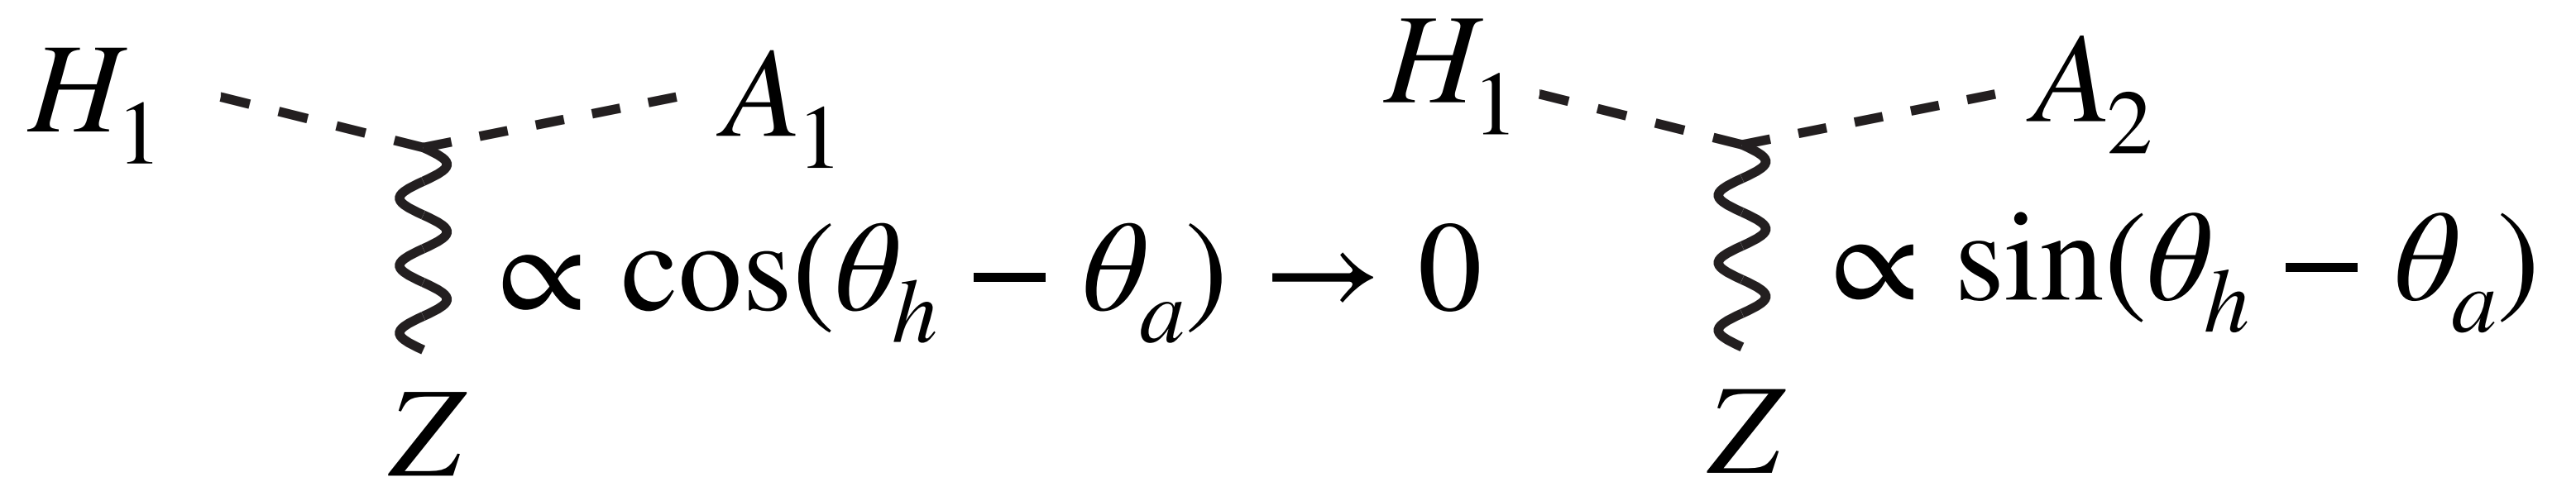 H₁ A₁ H₁ A₂
∝ cos(θₕ − θₐ) → 0 ∝ sin(θₕ − θₐ)
Z Z